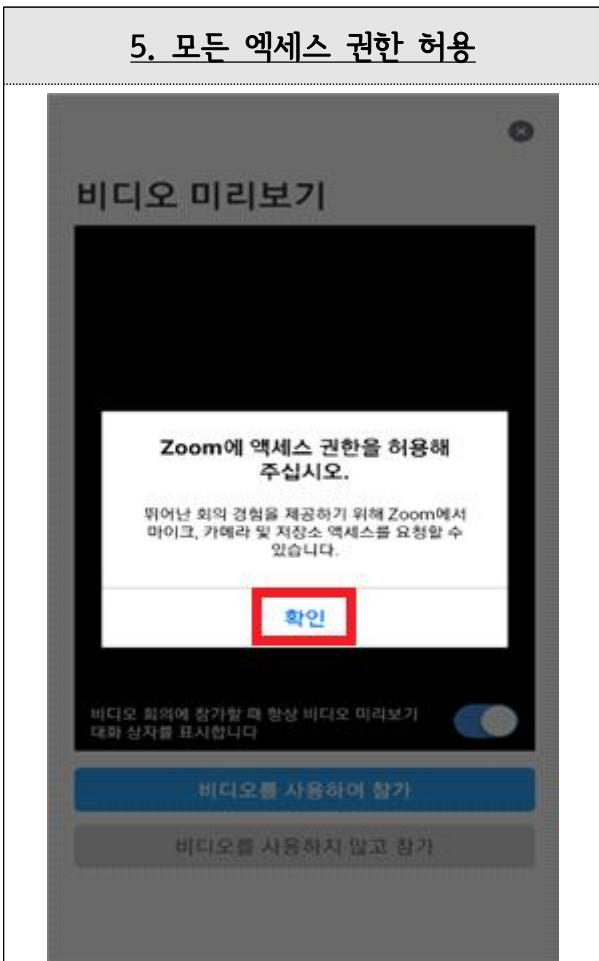 5. 모든 엑세스 권한 허용
비디오 미리보기
Zoom에 액세스 권한을 허용해
주십시오.
뛰어난 회의 경험을 제공하기 위해 Zoom에서
마이크, 카메라 및 저장소 액세스를 요청할 수
있습니다.
확인
비디오 회의에 참가할 때 항상 비디오 미리보기
대화 상자를 표시합니다
비디오를 사용하여 참가
비디오를 사용하지 않고 참가